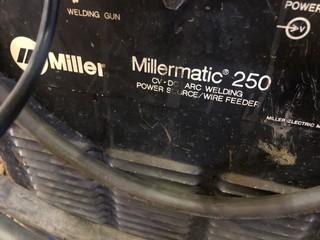 WELDING GUN
POWER
V
Miller
Millermatic® 250
CV-DC ARC WELDING
POWER SOURCE/WIRE FEEDER
MILLER ELECTRIC M